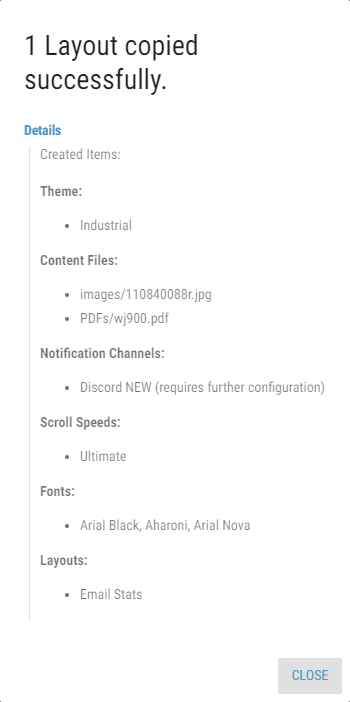 1 Layout copied
successfully.
Details
Created Items:
Theme:
Industrial
Content Files:
images/110840088r.jpg
PDFs/wj900.pdf
Notification Channels:
Discord NEW (requires further configuration)
Scroll Speeds:
Ultimate
Fonts:
Arial Black, Aharoni, Arial Nova
Layouts:
Email Stats
CLOSE